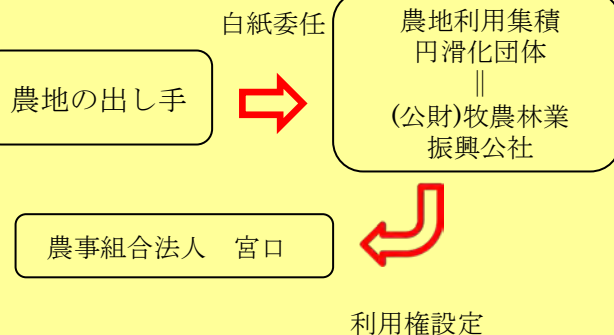 白紙委任
農地の出し手
農地利用集積
円滑化団体
||
(公財)牧農林業
振興公社
農事組合法人　宮口
利用権設定